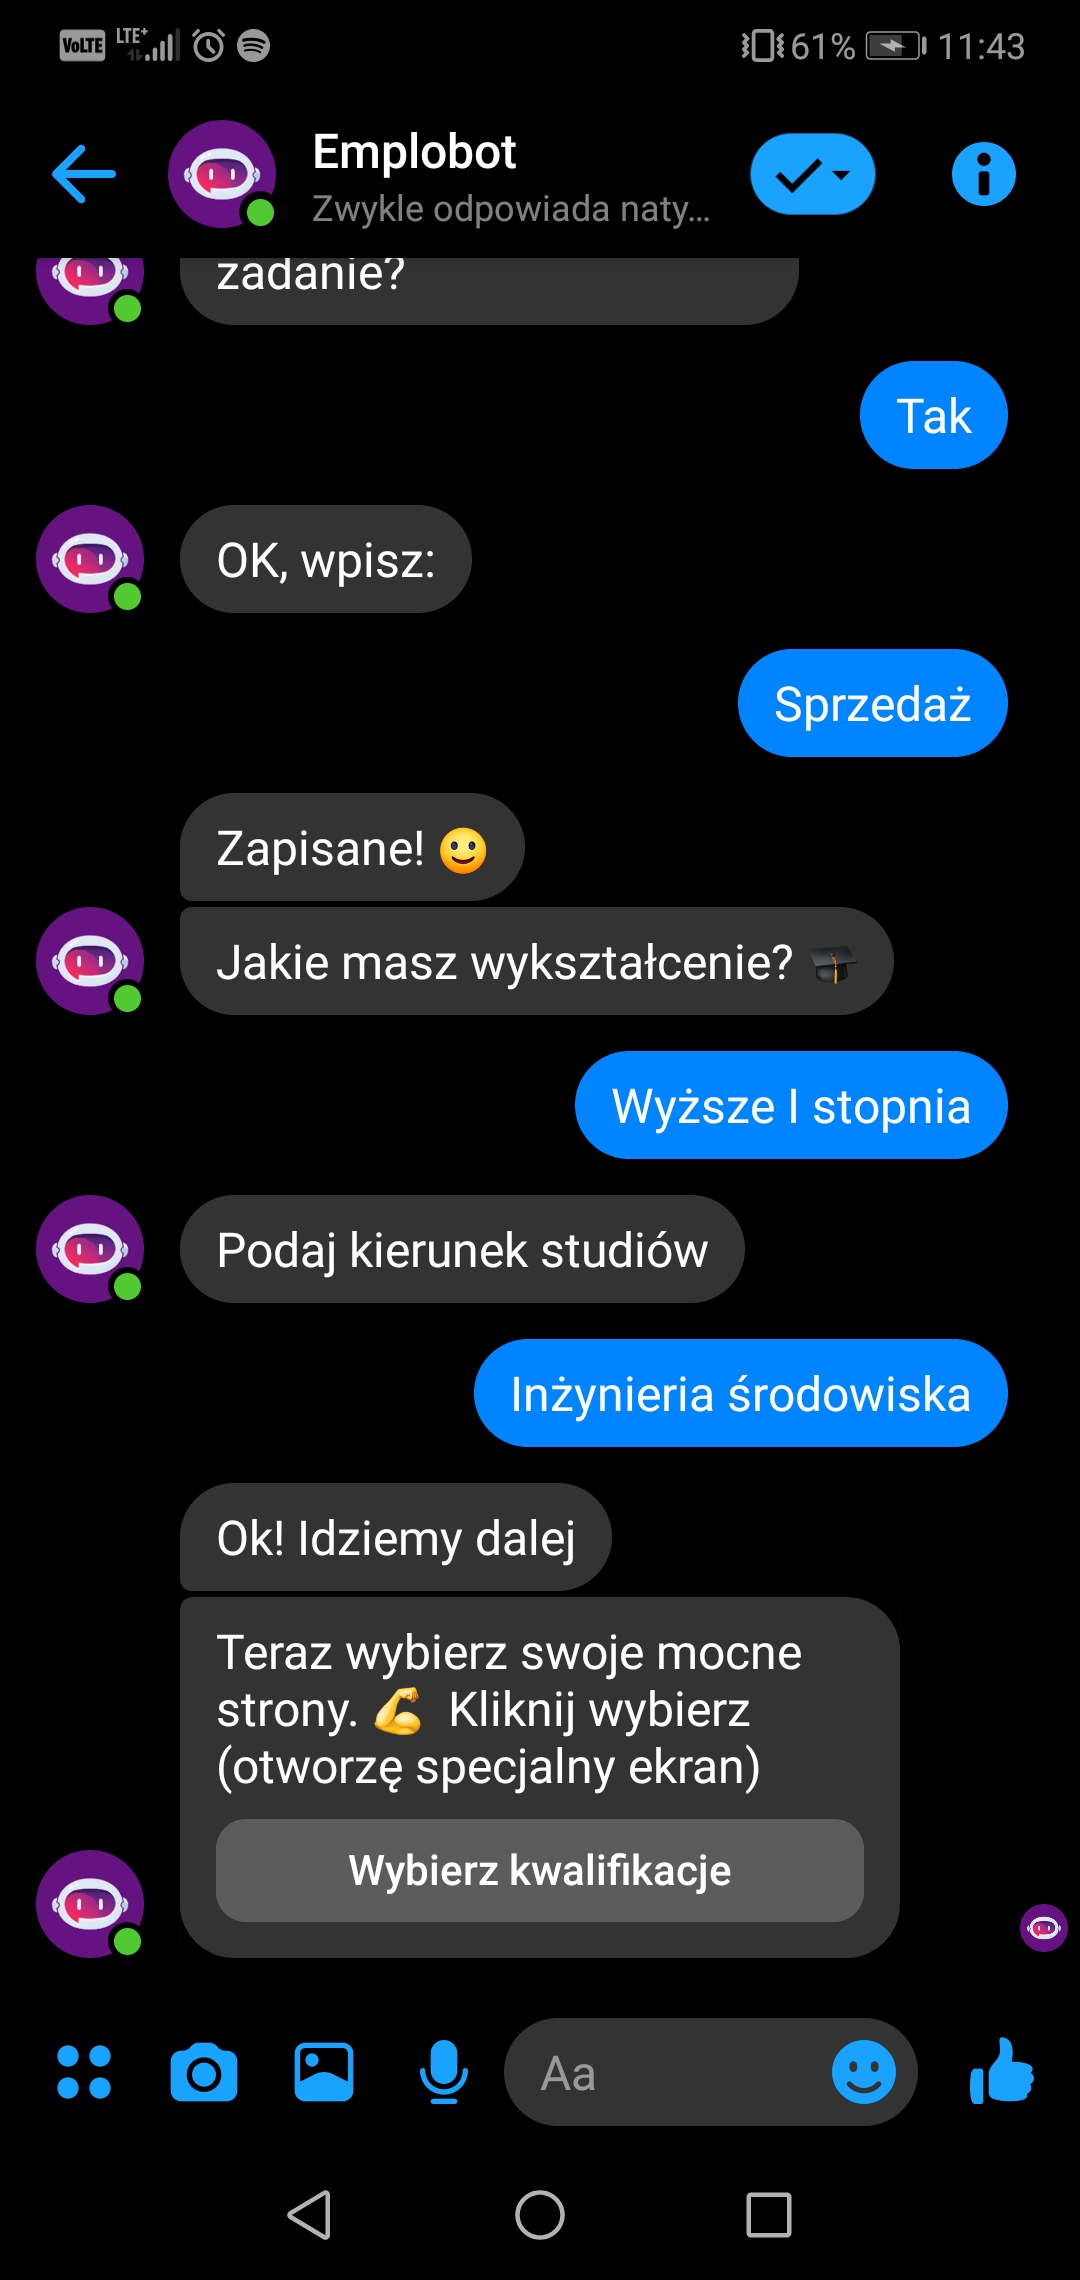 VoLTE LTE+ 61% 11:43
Emplobot
Zwykle odpowiada naty...
zadanie?
Tak
OK, wpisz:
Sprzedaż
Zapisane! 🙂
Jakie masz wykształcenie? 🎓
Wyższe I stopnia
Podaj kierunek studiów
Inżynieria środowiska
Ok! Idziemy dalej
Teraz wybierz swoje mocne
strony. 💪 Kliknij wybierz
(otworzę specjalny ekran)
Wybierz kwalifikacje
Aa